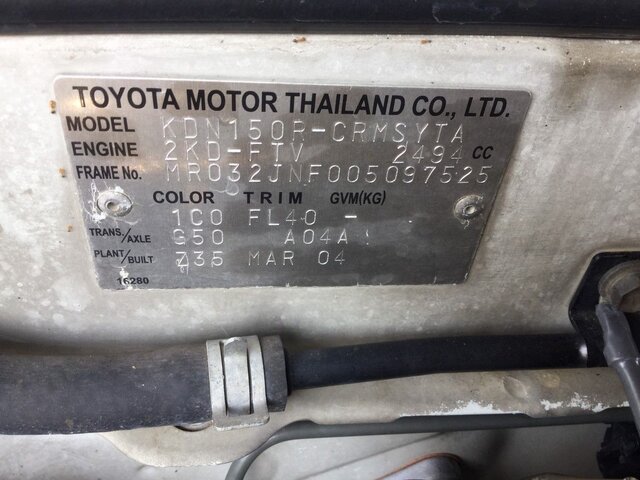 TOYOTA MOTOR THAILAND CO., LTD.
MODEL KDN150R-CRMSYTA
ENGINE 2KD-FTV 2494 CC
FRAME No. MR032JNF005097525
COLOR TRIM GVM(KG)
1C0 FL40 -
TRANS./AXLE G50 A04A
PLANT/BUILT 735 MAR 04
16280